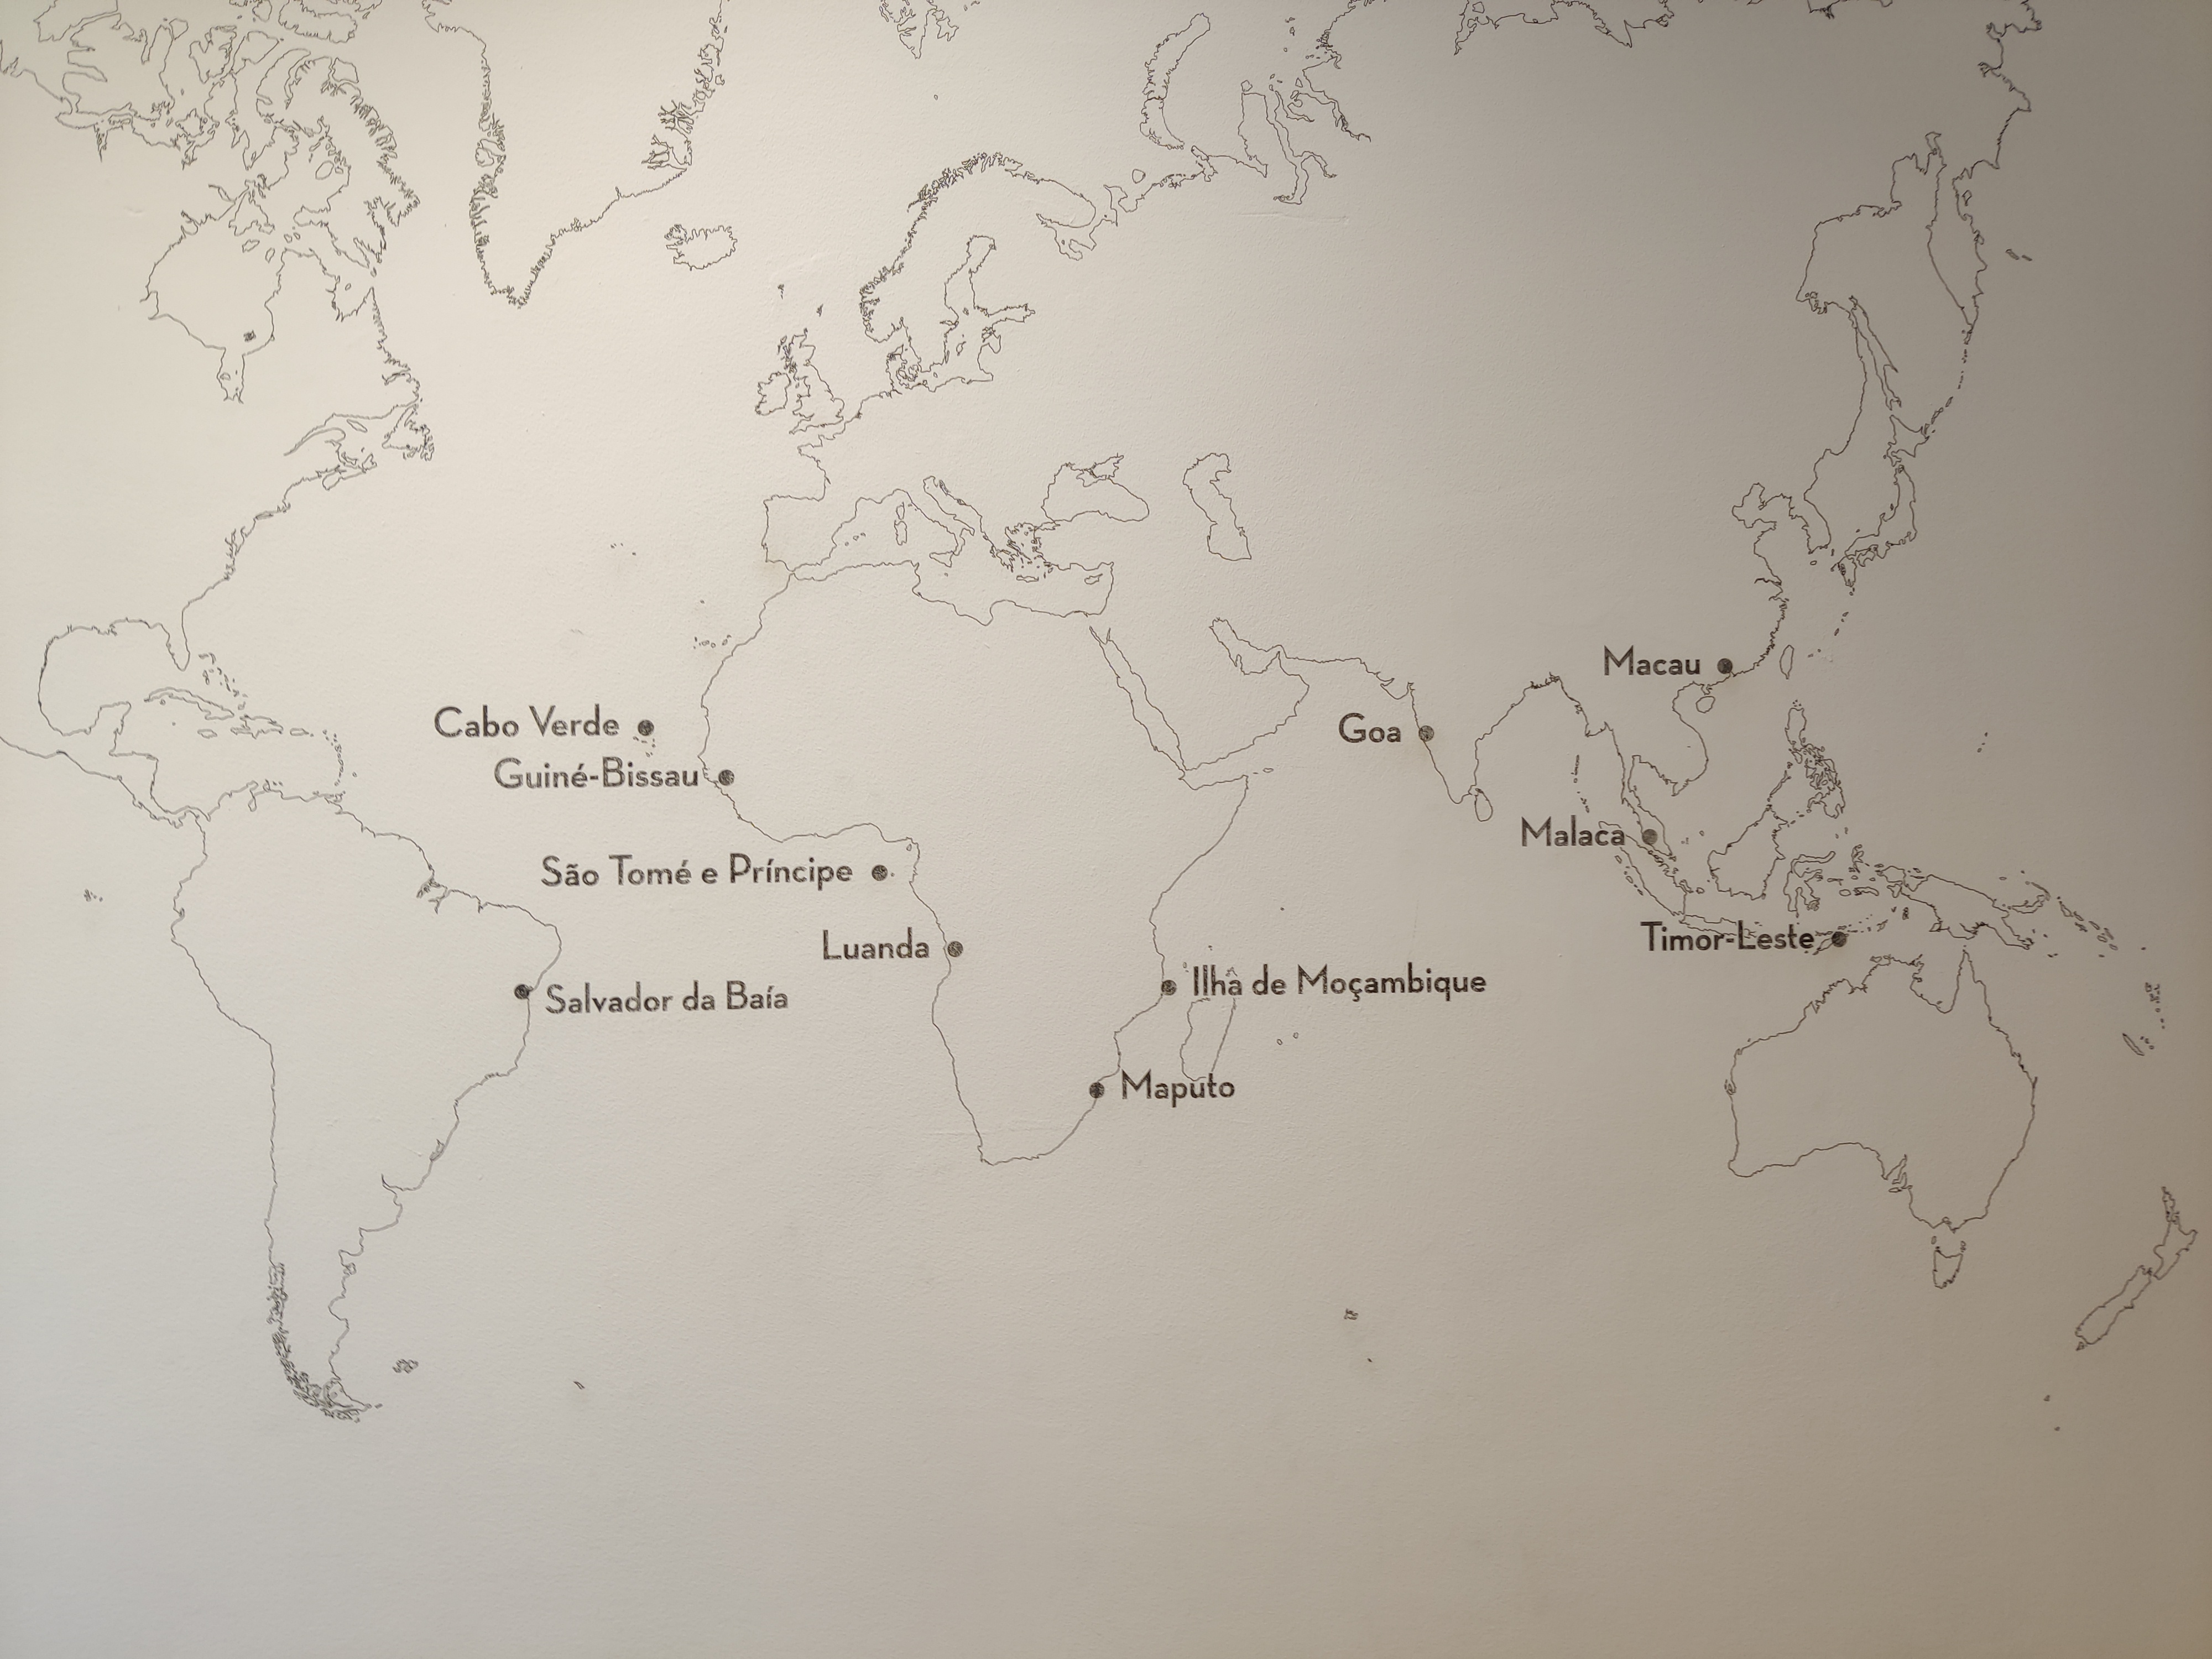 Macau
Cabo Verde
Goa
Guiné-Bissau
Malaca
São Tomé e Príncipe
Timor-Leste
Luanda
Ilha de Moçambique
Salvador da Baía
Maputo